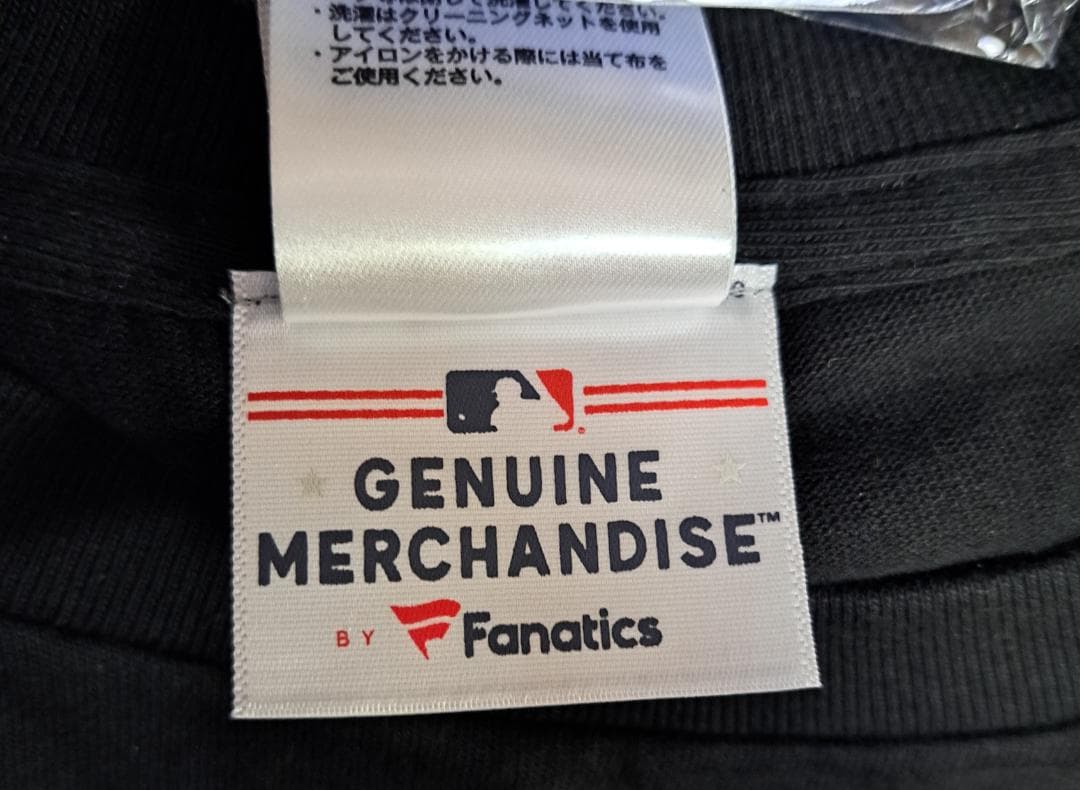 ・洗濯はクリーニングネットを使用
してください。
・アイロンをかける際には当て布を
ご使用ください。
GENUINE
MERCHANDISE™
BY Fanatics